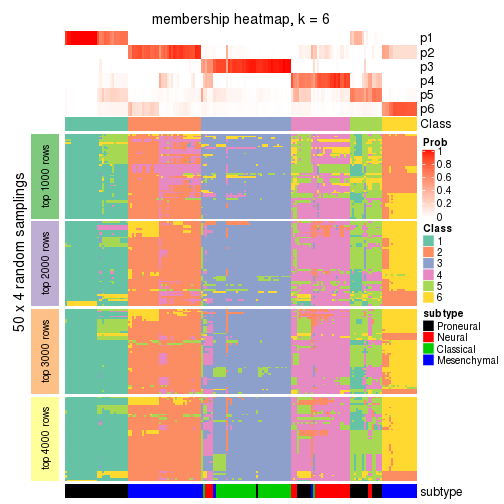 membership heatmap, k = 6
p1
p2
p3
p4
p5
p6
Class
50 x 4 random samplings
top 1000 rows
top 2000 rows
top 3000 rows
top 4000 rows
Prob
1
0.8
0.6
0.4
0.2
0
Class
1
2
3
4
5
6
subtype
Proneural
Neural
Classical
Mesenchymal
subtype